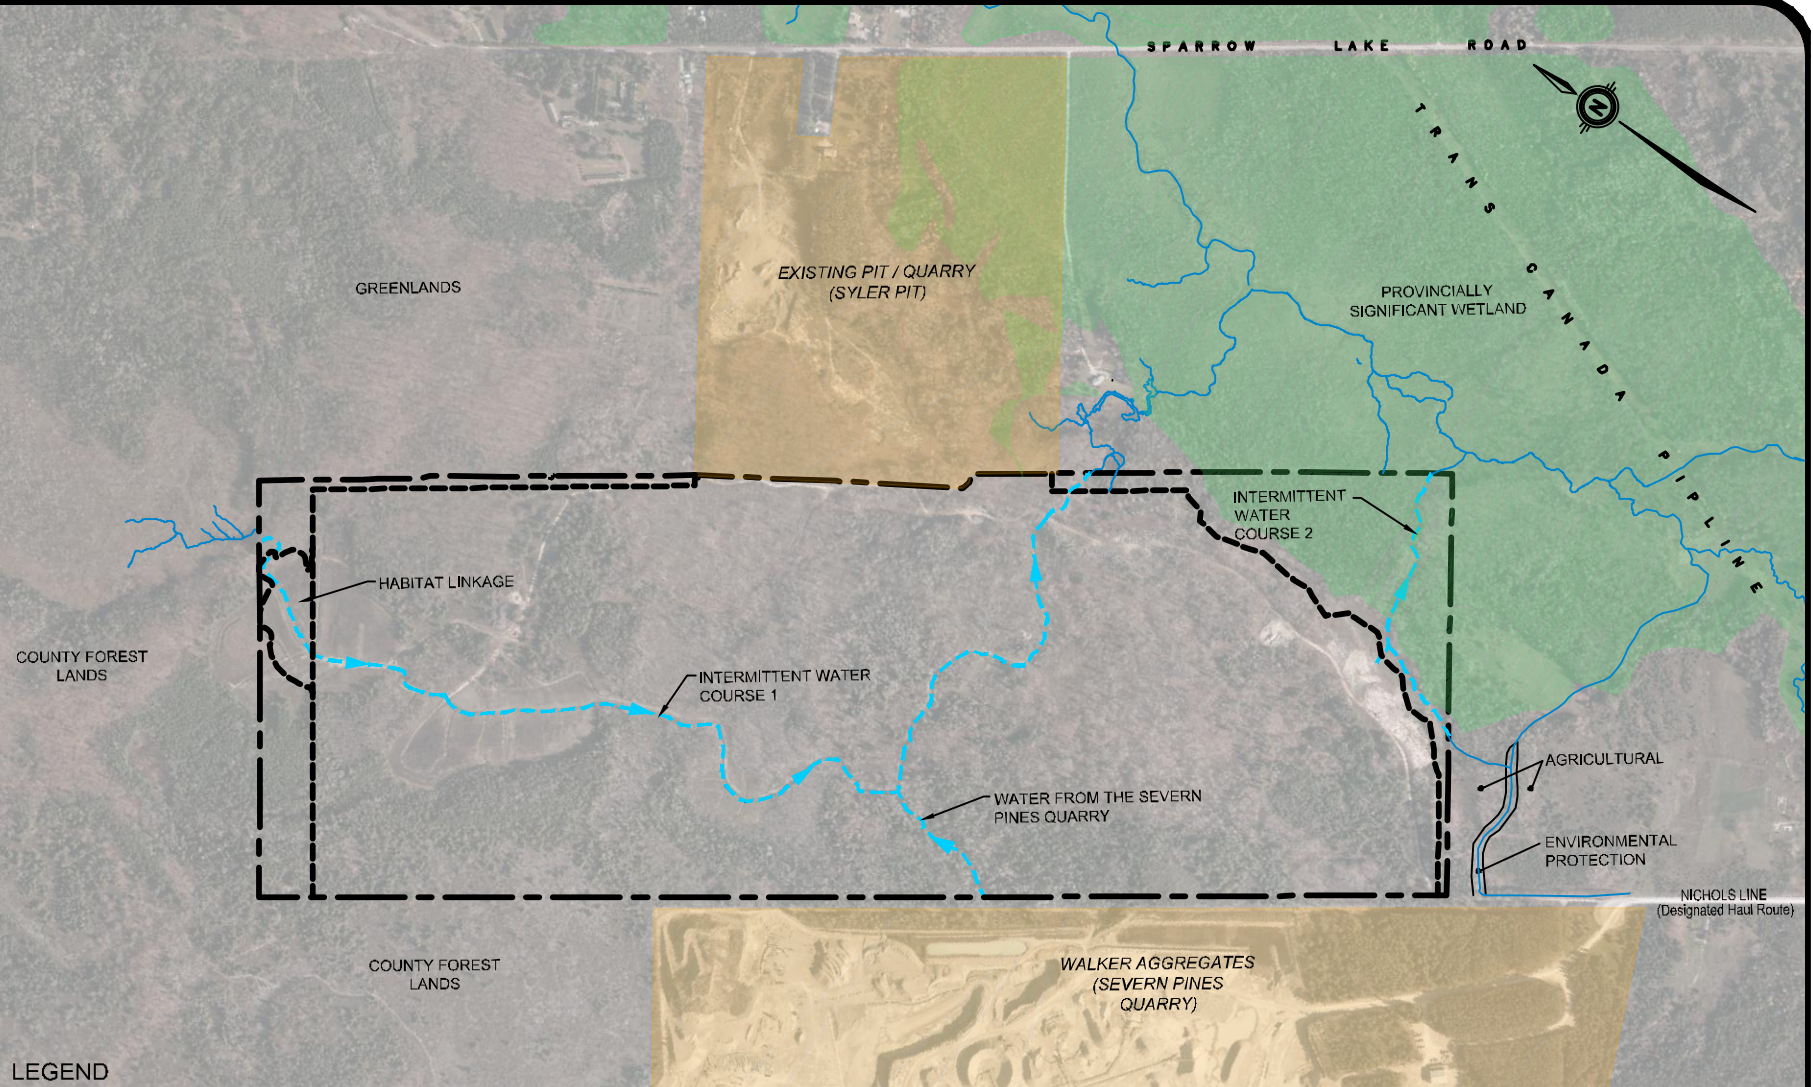 SPARROW LAKE ROAD
N
TRANS CANADA PIPLINE
GREENLANDS
EXISTING PIT / QUARRY
(SYLER PIT)
PROVINCIALLY
SIGNIFICANT WETLAND
INTERMITTENT
WATER
COURSE 2
HABITAT LINKAGE
COUNTY FOREST
LANDS
INTERMITTENT WATER
COURSE 1
WATER FROM THE SEVERN
PINES QUARRY
AGRICULTURAL
ENVIRONMENTAL
PROTECTION
NICHOLS LINE
(Designated Haul Route)
COUNTY FOREST
LANDS
WALKER AGGREGATES
(SEVERN PINES
QUARRY)
LEGEND